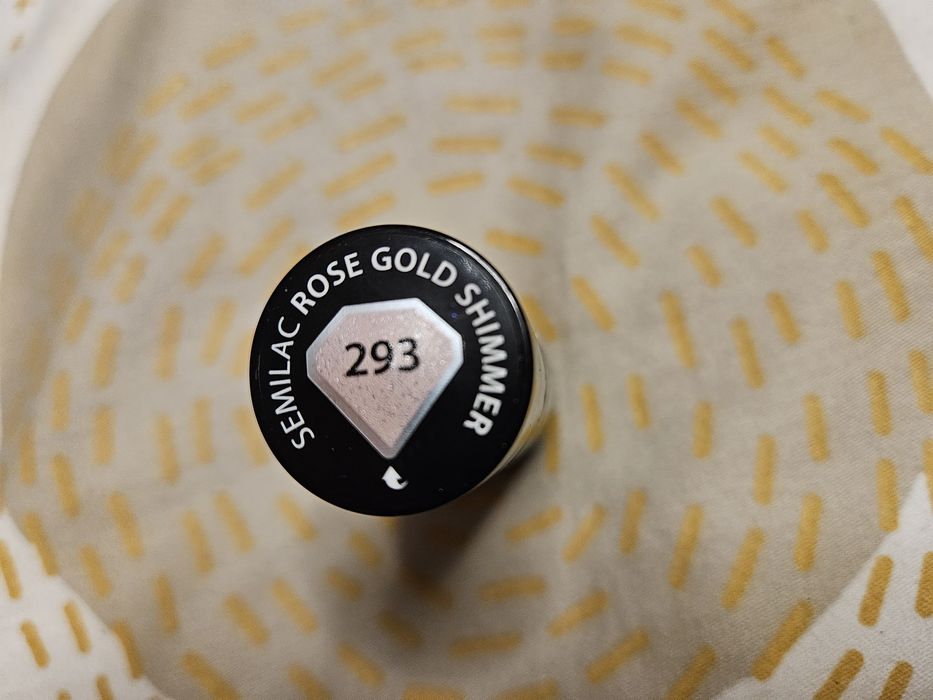 SEMILAC ROSE GOLD SHIMMER
293